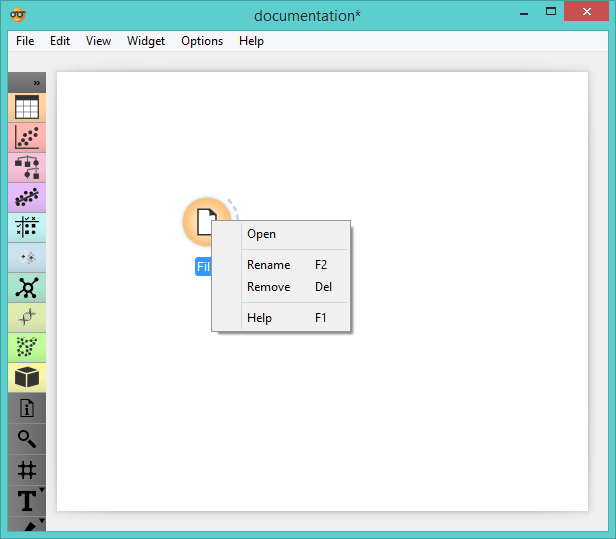 documentation*
File Edit View Widget Options Help
»
Open
Rename F2
Fil
Remove Del
Help F1
T